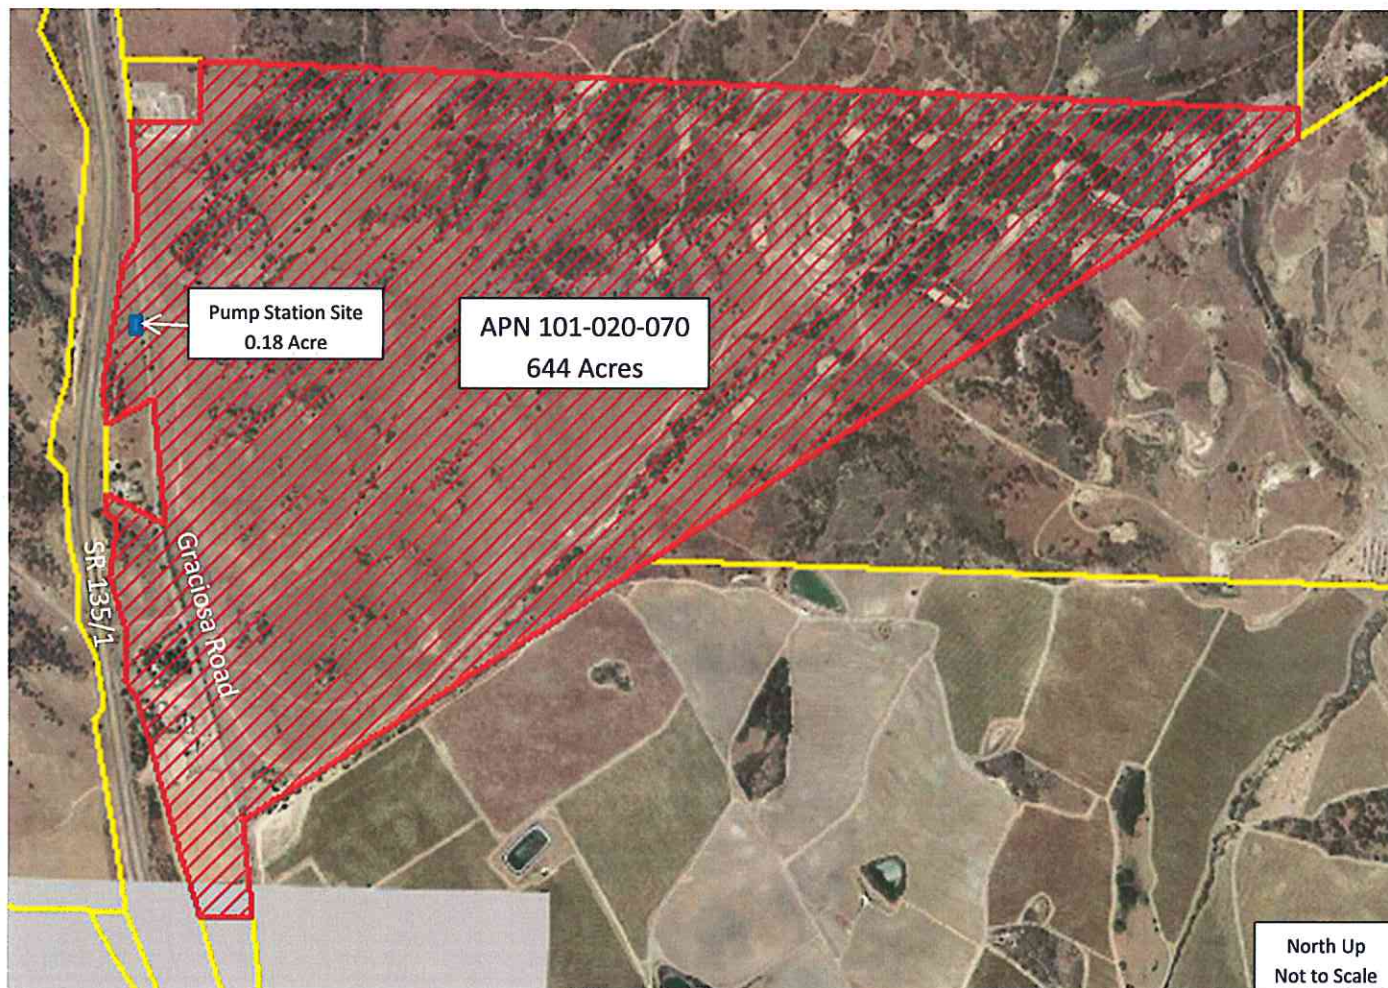 Pump Station Site
0.18 Acre
APN 101-020-070
644 Acres
Graciosa Road
SR 135/1
North Up
Not to Scale